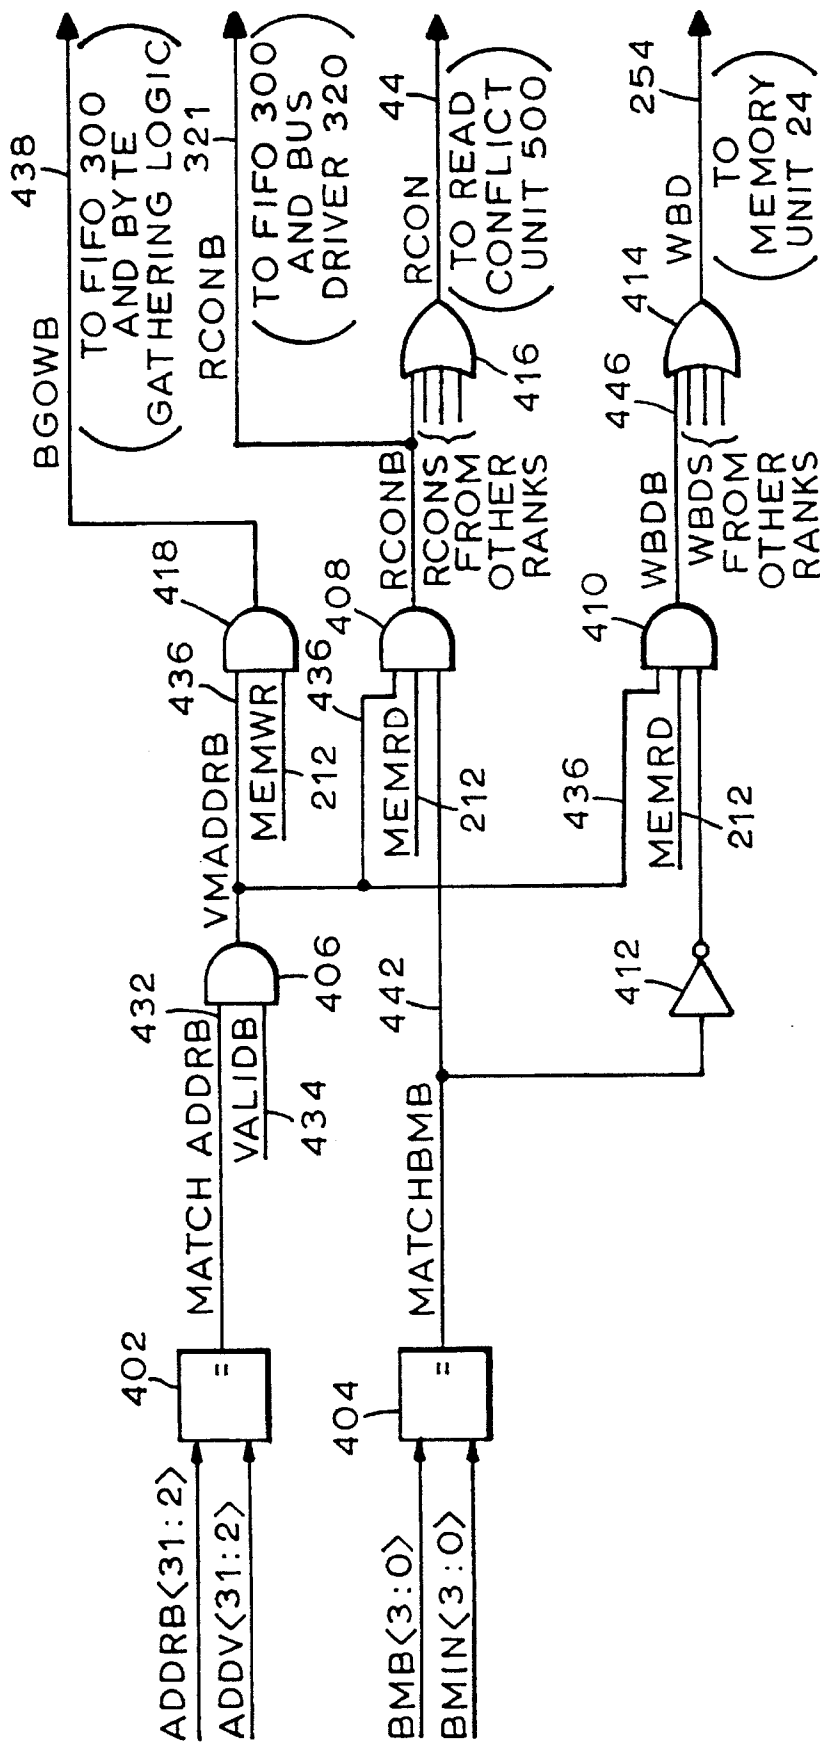 ADDRB<31:2>
ADDV<31:2>
402
=
MATCH ADDRB
432
VALIDB
434
406
VMADDRB
436
MEMWR
212
418
BGOWB
438
TO FIFO 300
AND BYTE
GATHERING LOGIC
BMB<3:0>
BMIN<3:0>
404
=
MATCHBMB
442
436
MEMRD
212
408
RCONB
RCONB
321
TO FIFO 300
AND BUS
DRIVER 320
RCONS
FROM
OTHER
RANKS
416
RCON
44
TO READ
CONFLICT
UNIT 500
412
436
MEMRD
212
410
WBDB
446
WBDS
FROM
OTHER
RANKS
414
WBD
254
TO
MEMORY
UNIT 24